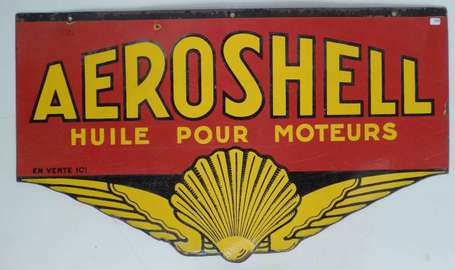 AEROSHELL
HUILE POUR MOTEURS
EN VENTE ICI